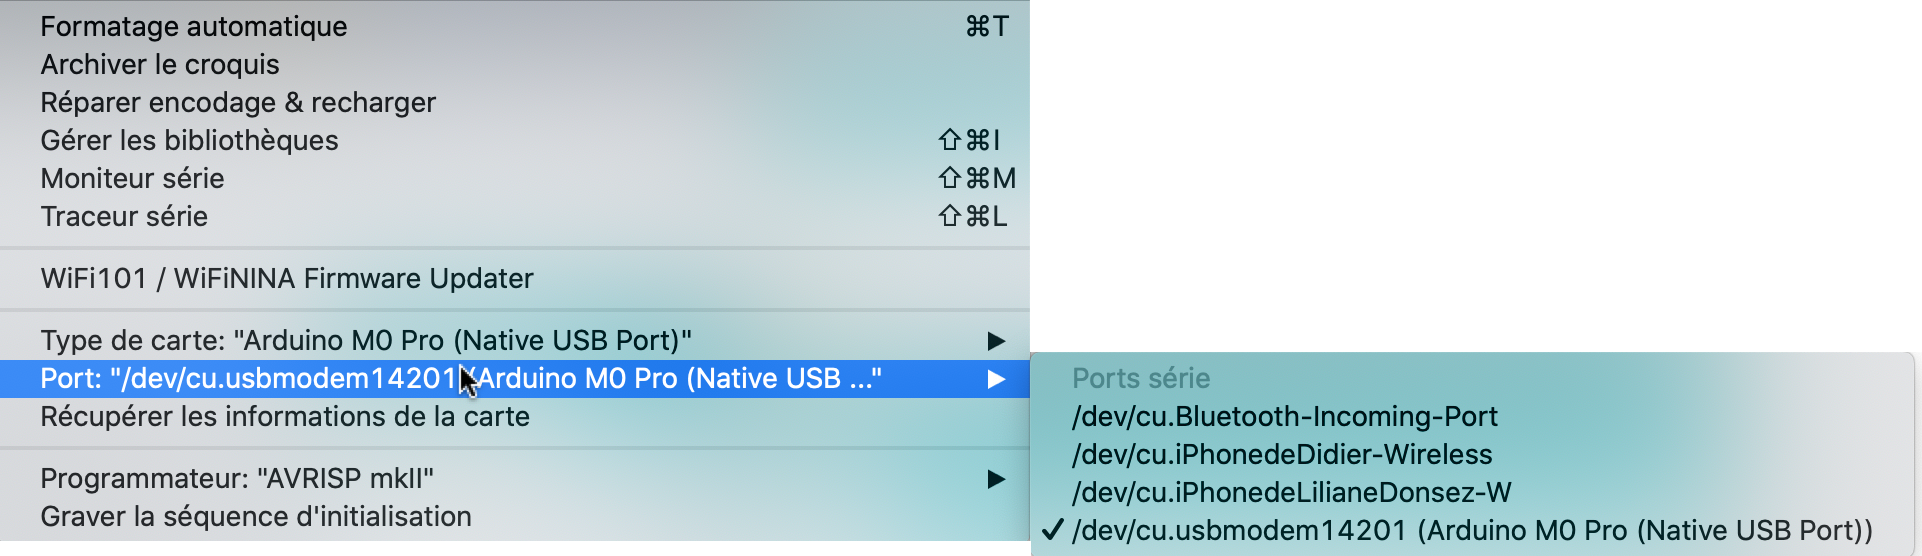 Formatage automatique ⌘T
Archiver le croquis
Réparer encodage & recharger
Gérer les bibliothèques ⇧⌘I
Moniteur série ⇧⌘M
Traceur série ⇧⌘L
WiFi101 / WiFiNINA Firmware Updater
Type de carte: "Arduino M0 Pro (Native USB Port)" ▶
Port: "/dev/cu.usbmodem14201 (Arduino M0 Pro (Native USB ..." ▶
Récupérer les informations de la carte
Programmateur: "AVRISP mkII" ▶
Graver la séquence d'initialisation
Ports série
/dev/cu.Bluetooth-Incoming-Port
/dev/cu.iPhonedeDidier-Wireless
/dev/cu.iPhonedeLilianeDonsez-W
✓ /dev/cu.usbmodem14201 (Arduino M0 Pro (Native USB Port))